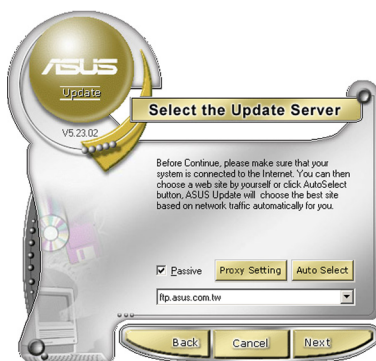 ASUS
Update
V5.23.02
Select the Update Server
Before Continue, please make sure that your
system is connected to the Internet. You can then
choose a web site by yourself or click AutoSelect
button, ASUS Update will choose the best site
based on network traffic automatically for you.
Passive
Proxy Setting
Auto Select
ftp.asus.com.tw
Back
Cancel
Next